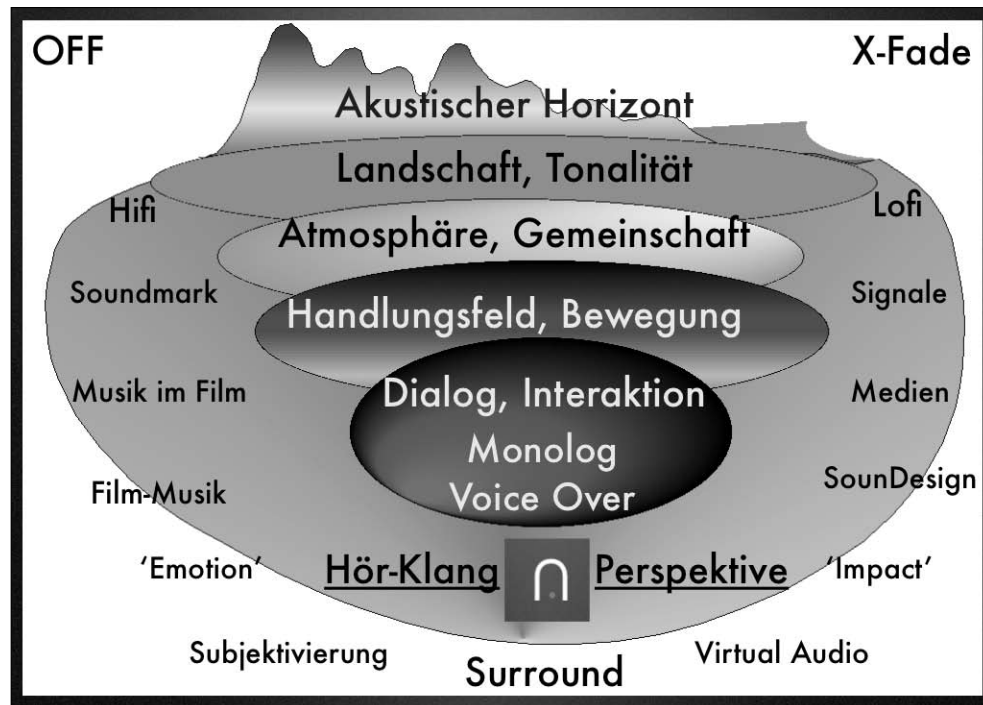 OFF
X-Fade
Akustischer Horizont
Landschaft, Tonalität
Hifi
Lofi
Atmosphäre, Gemeinschaft
Soundmark
Signale
Handlungsfeld, Bewegung
Musik im Film
Dialog, Interaktion
Medien
Monolog
Film-Musik
Voice Over
SounDesign
'Emotion'
Hör-Klang
Perspektive
'Impact'
Subjektivierung
Surround
Virtual Audio